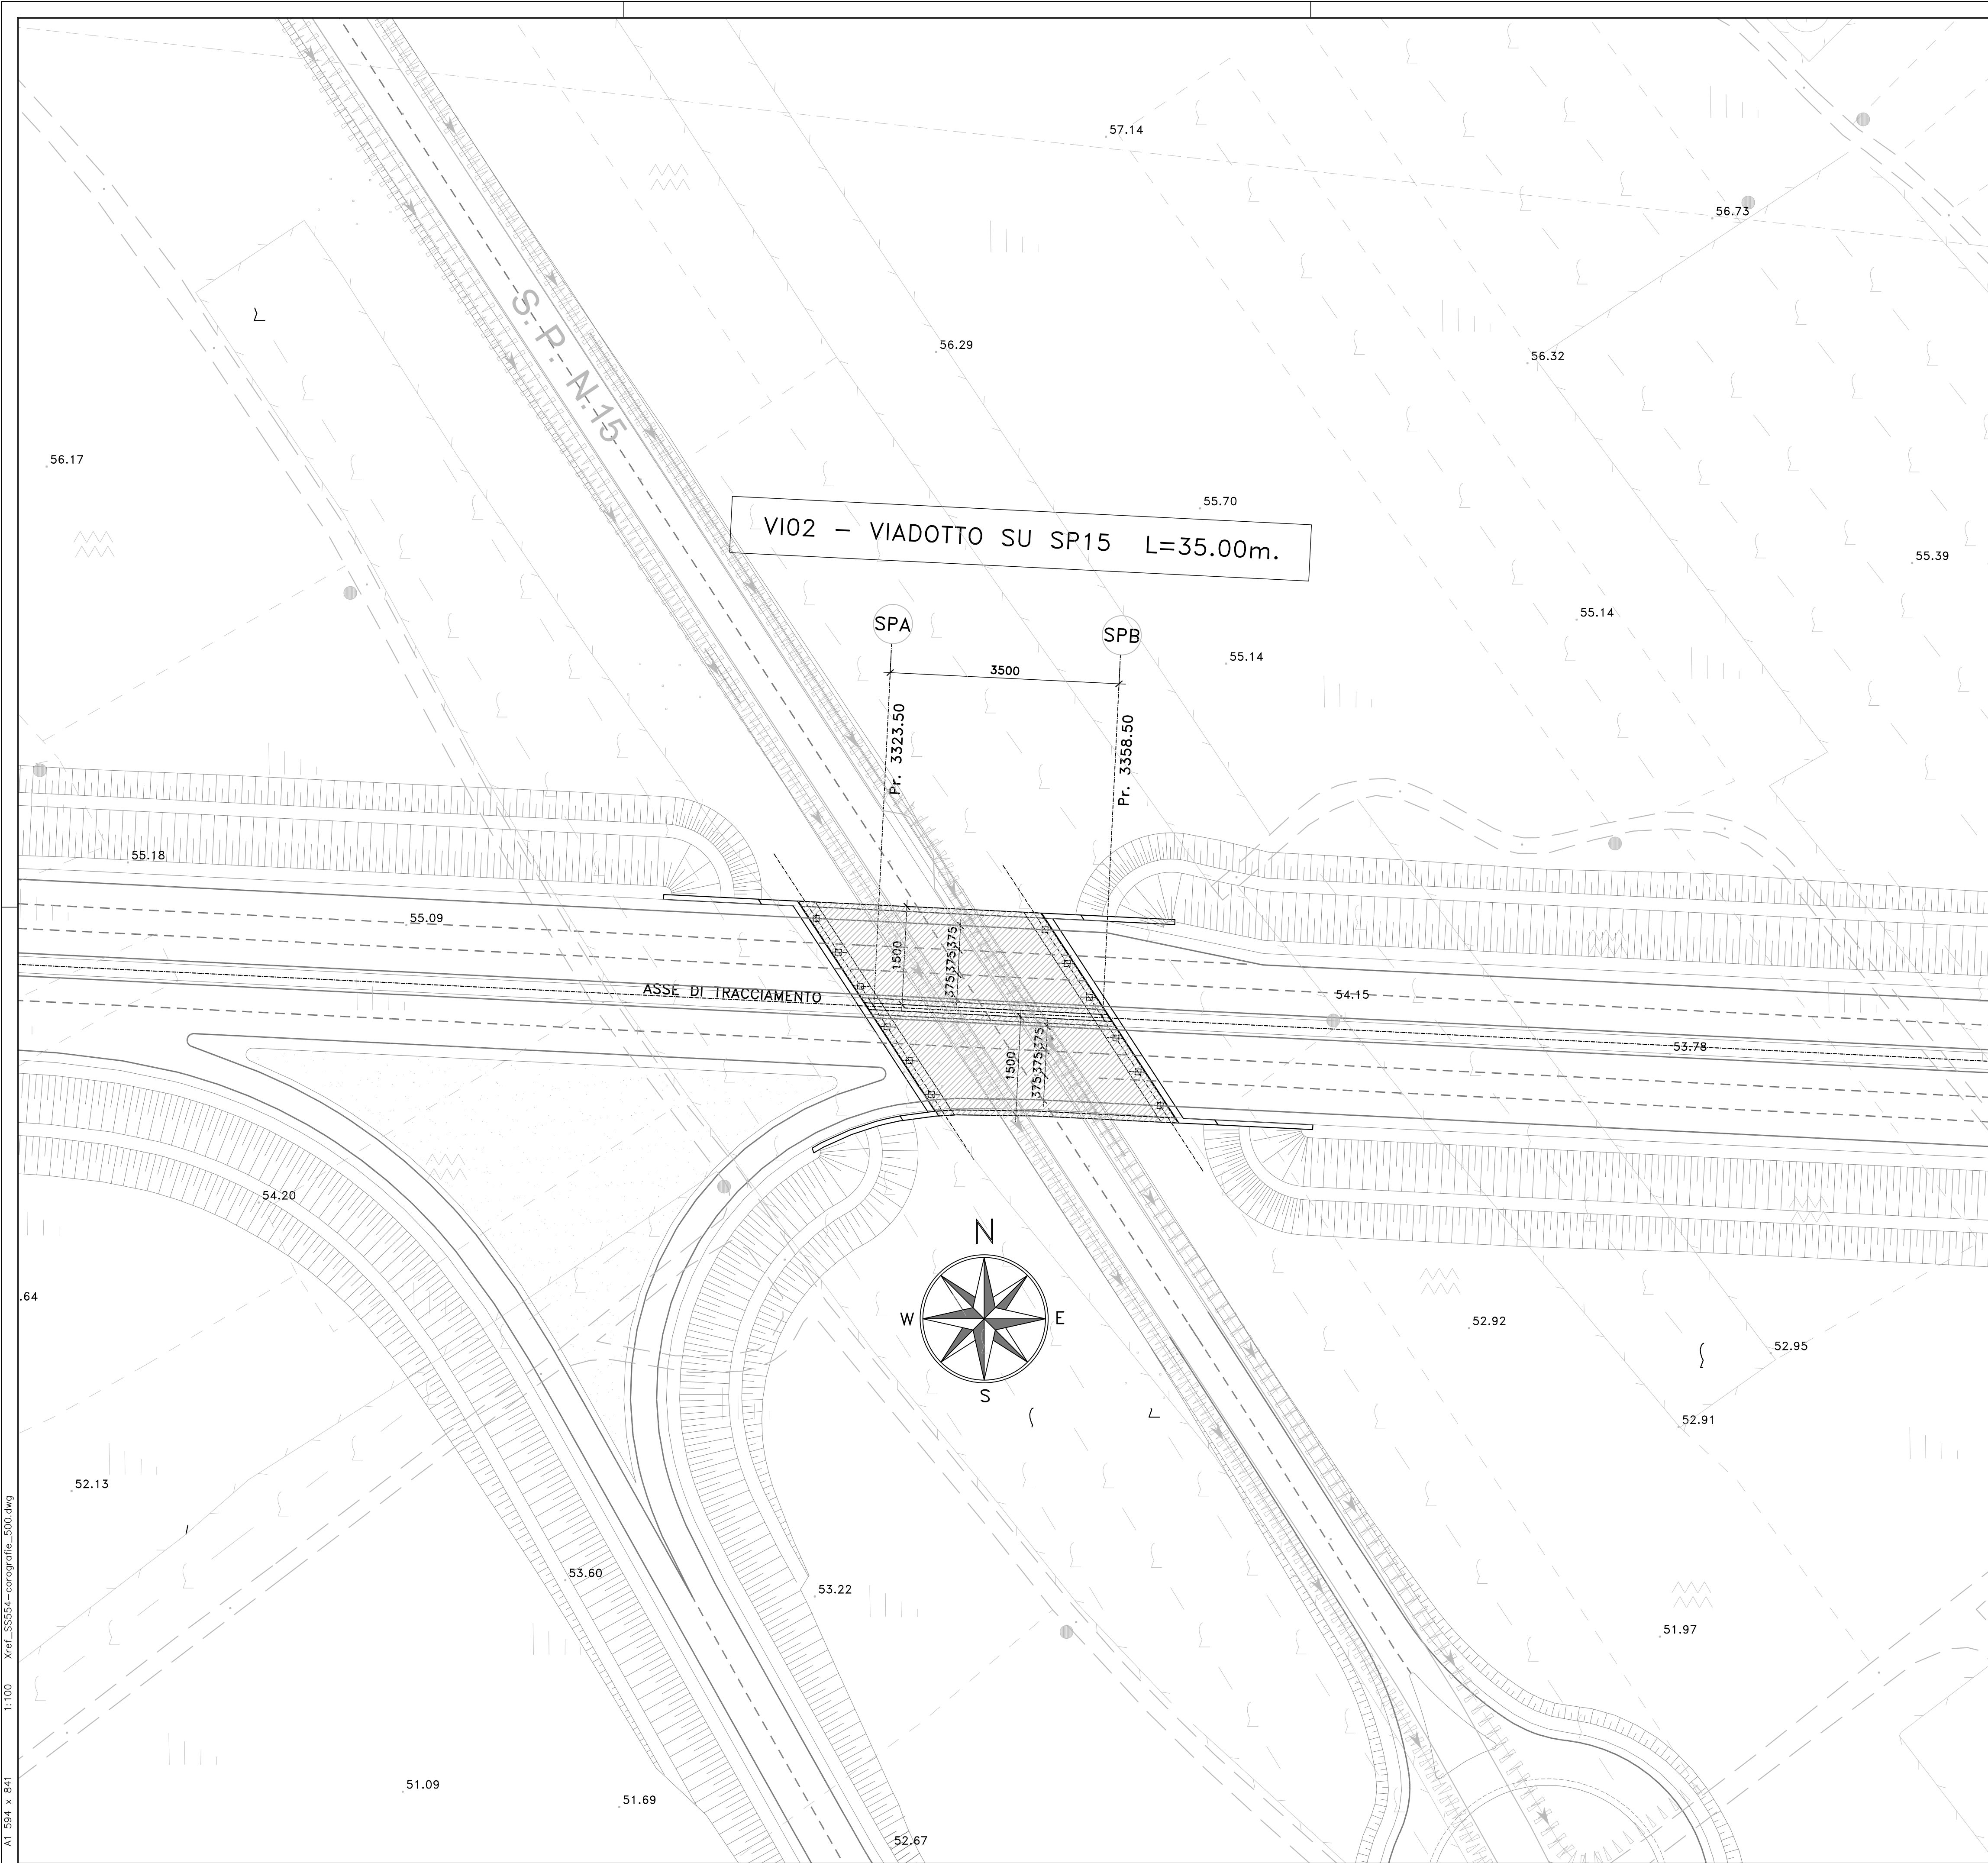 57.14
56.73
S. P. N.15
56.29
56.32
56.17
55.70
VI02 - VIADOTTO SU SP15 L=35.00m.
55.39
55.14
SPA
SPB
55.14
3500
Pr. 3323.50
Pr. 3358.50
55.18
55.09
1500
375 375 375
ASSE DI TRACCIAMENTO
54.15
53.78
1500
375 375 375
54.20
N
W
E
S
.64
52.92
52.95
52.91
52.13
53.60
53.22
51.97
51.09
51.69
52.67
A1 594 x 841 1:100 Xref_SS554-corografie_500.dwg